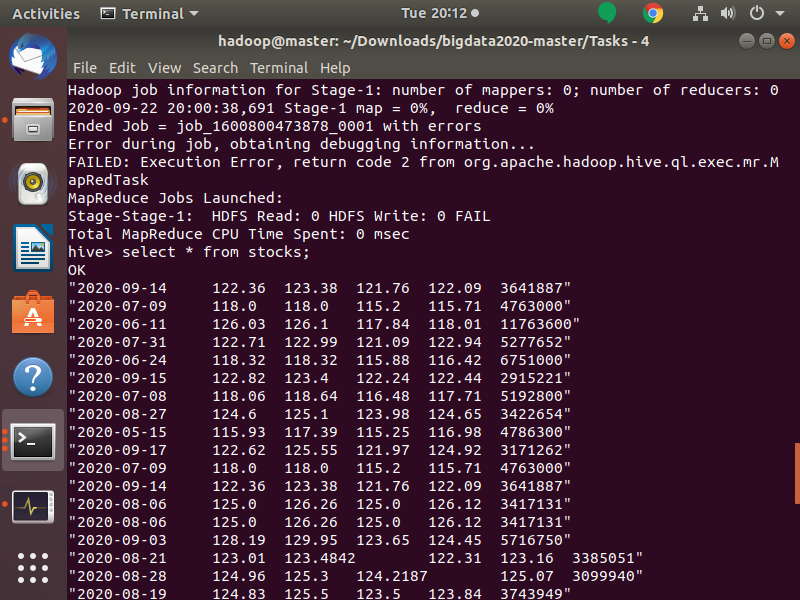 Activities Terminal Tue 20:12
hadoop@master: ~/Downloads/bigdata2020-master/Tasks - 4
File Edit View Search Terminal Help
Hadoop job information for Stage-1: number of mappers: 0; number of reducers: 0
2020-09-22 20:00:38,691 Stage-1 map = 0%,  reduce = 0%
Ended Job = job_1600800473878_0001 with errors
Error during job, obtaining debugging information...
FAILED: Execution Error, return code 2 from org.apache.hadoop.hive.ql.exec.mr.M
apRedTask
MapReduce Jobs Launched:
Stage-Stage-1:  HDFS Read: 0 HDFS Write: 0 FAIL
Total MapReduce CPU Time Spent: 0 msec
hive> select * from stocks;
OK
"2020-09-14     122.36  123.38  121.76  122.09  3641887"
"2020-07-09     118.0   118.0   115.2   115.71  4763000"
"2020-06-11     126.03  126.1   117.84  118.01  11763600"
"2020-07-31     122.71  122.99  121.09  122.94  5277652"
"2020-06-24     118.32  118.32  115.88  116.42  6751000"
"2020-09-15     122.82  123.4   122.24  122.44  2915221"
"2020-07-08     118.06  118.64  116.48  117.71  5192800"
"2020-08-27     124.6   125.1   123.98  124.65  3422654"
"2020-05-15     115.93  117.39  115.25  116.98  4786300"
"2020-09-17     122.62  125.55  121.97  124.92  3171262"
"2020-07-09     118.0   118.0   115.2   115.71  4763000"
"2020-09-14     122.36  123.38  121.76  122.09  3641887"
"2020-08-06     125.0   126.26  125.0   126.12  3417131"
"2020-08-06     125.0   126.26  125.0   126.12  3417131"
"2020-09-03     128.19  129.95  123.65  124.45  5716750"
"2020-08-21     123.01  123.4842        122.31  123.16  3385051"
"2020-08-28     124.96  125.3   124.2187        125.07  3099940"
"2020-08-19     124.83  125.5   123.5   123.84  3743949"